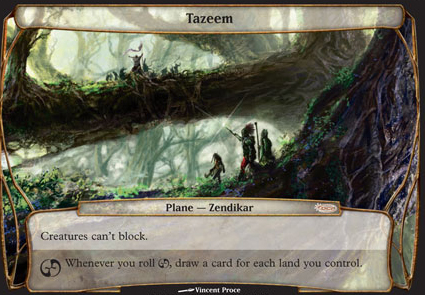 Tazeem
Plane — Zendikar
Creatures can't block.
Whenever you roll , draw a card for each land you control.
Vincent Proce